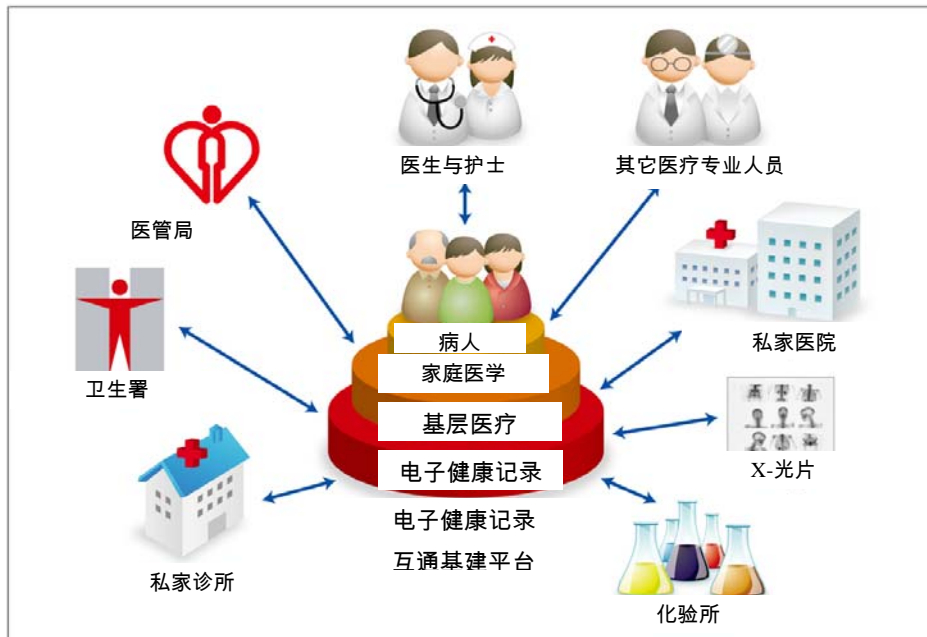 医生与护士
其它医疗专业人员
医管局
卫生署
私家诊所
私家医院
X-光片
化验所
病人
家庭医学
基层医疗
电子健康记录
电子健康记录
互通基建平台